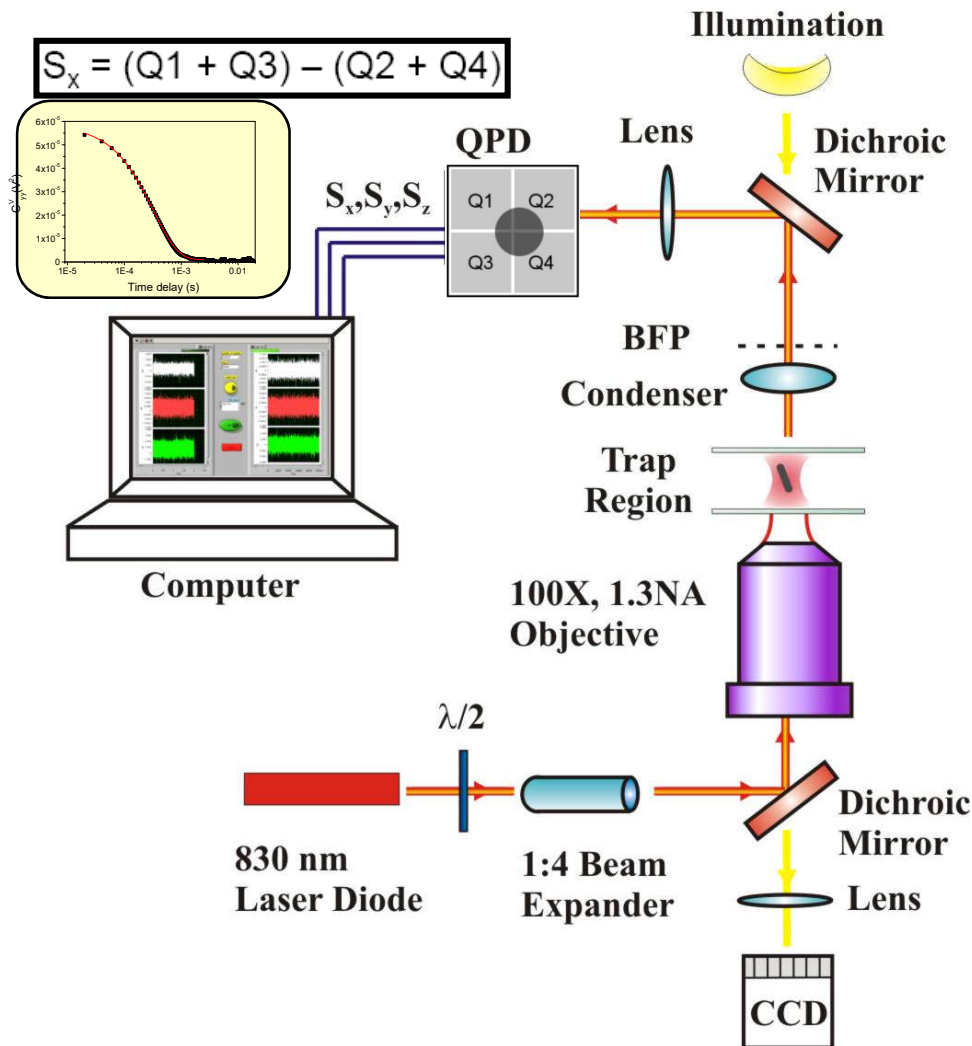 Illumination
S_x = (Q1 + Q3) – (Q2 + Q4)
6x10^-5
5x10^-5
4x10^-5
3x10^-5
2x10^-5
1x10^-5
0
1E-5 1E-4 1E-3 0.01
Time delay (s)
QPD
Lens
Dichroic
Mirror
S_x,S_y,S_z
Q1 Q2
Q3 Q4
BFP
Condenser
Trap
Region
Computer
100X, 1.3NA
Objective
λ/2
830 nm
Laser Diode
1:4 Beam
Expander
Dichroic
Mirror
Lens
CCD